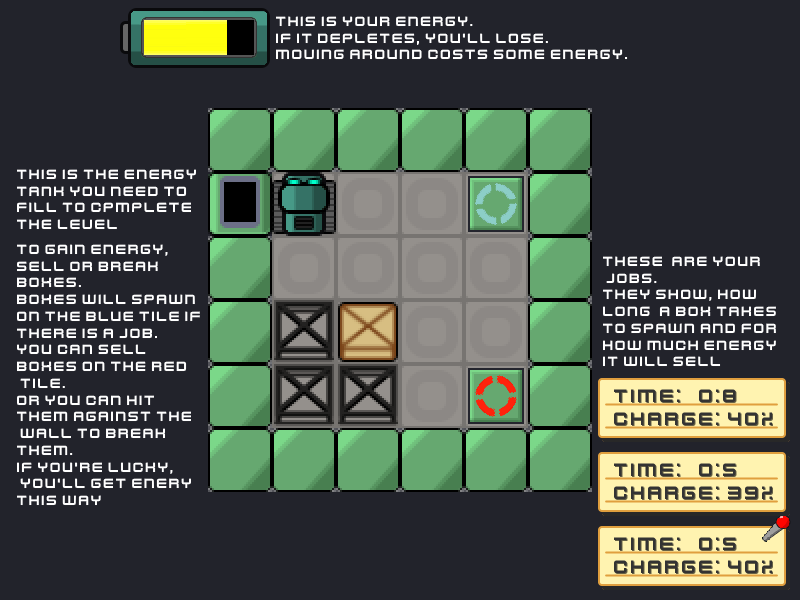 THIS IS YOUR ENERGY.
IF IT DEPLETES, YOU'LL LOSE.
MOVING AROUND COSTS SOME ENERGY.
THIS IS THE ENERGY
TANK YOU NEED TO
FILL TO CPMPLETE
THE LEVEL
TO GAIN ENERGY,
SELL OR BREAK
BOXES.
BOXES WILL SPAWN
ON THE BLUE TILE IF
THERE IS A JOB.
YOU CAN SELL
BOXES ON THE RED
TILE.
OR YOU CAN HIT
THEM AGAINST THE
WALL TO BREAK
THEM.
IF YOU'RE LUCKY,
YOU'LL GET ENERY
THIS WAY
THESE ARE YOUR
JOBS.
THEY SHOW, HOW
LONG A BOX TAKES
TO SPAWN AND FOR
HOW MUCH ENERGY
IT WILL SELL
TIME: 0:8
CHARGE: 40%
TIME: 0:5
CHARGE: 39%
TIME: 0:5
CHARGE: 40%